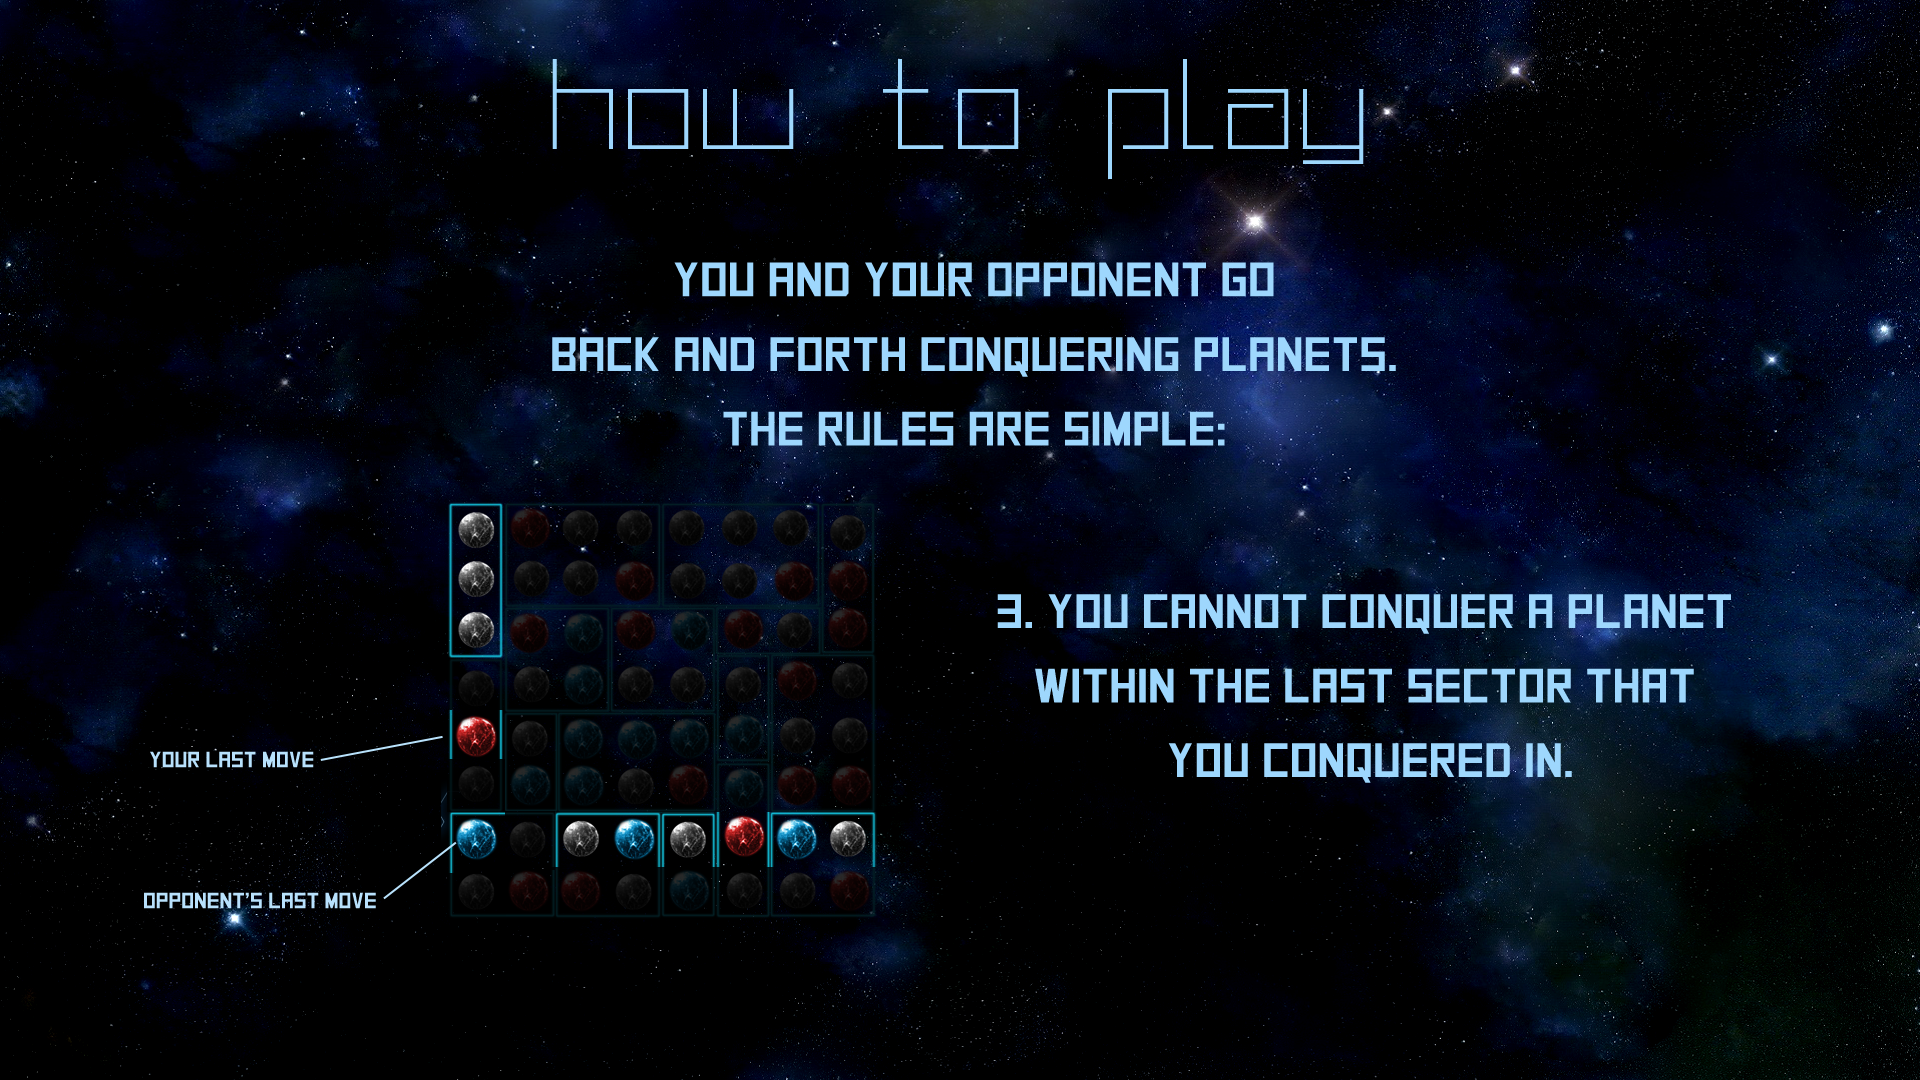 how to play
YOU AND YOUR OPPONENT GO
BACK AND FORTH CONQUERING PLANETS.
THE RULES ARE SIMPLE:
3. YOU CANNOT CONQUER A PLANET
WITHIN THE LAST SECTOR THAT
YOU CONQUERED IN.
YOUR LAST MOVE
OPPONENT'S LAST MOVE